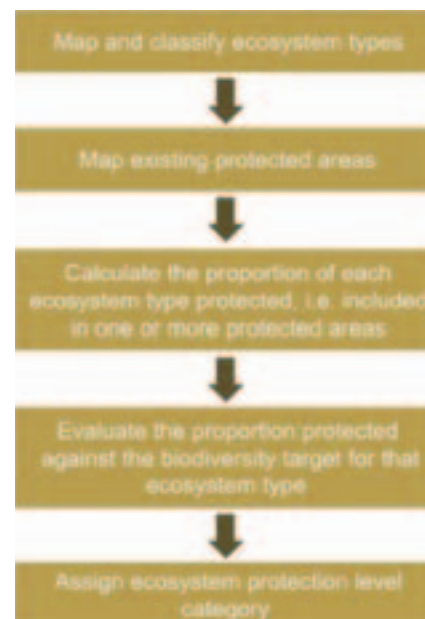 Map and classify ecosystem types
Map existing protected areas
Calculate the proportion of each
ecosystem type protected, i.e. included
in one or more protected areas
Evaluate the proportion protected
against the biodiversity target for that
ecosystem type
Assign ecosystem protection level
category